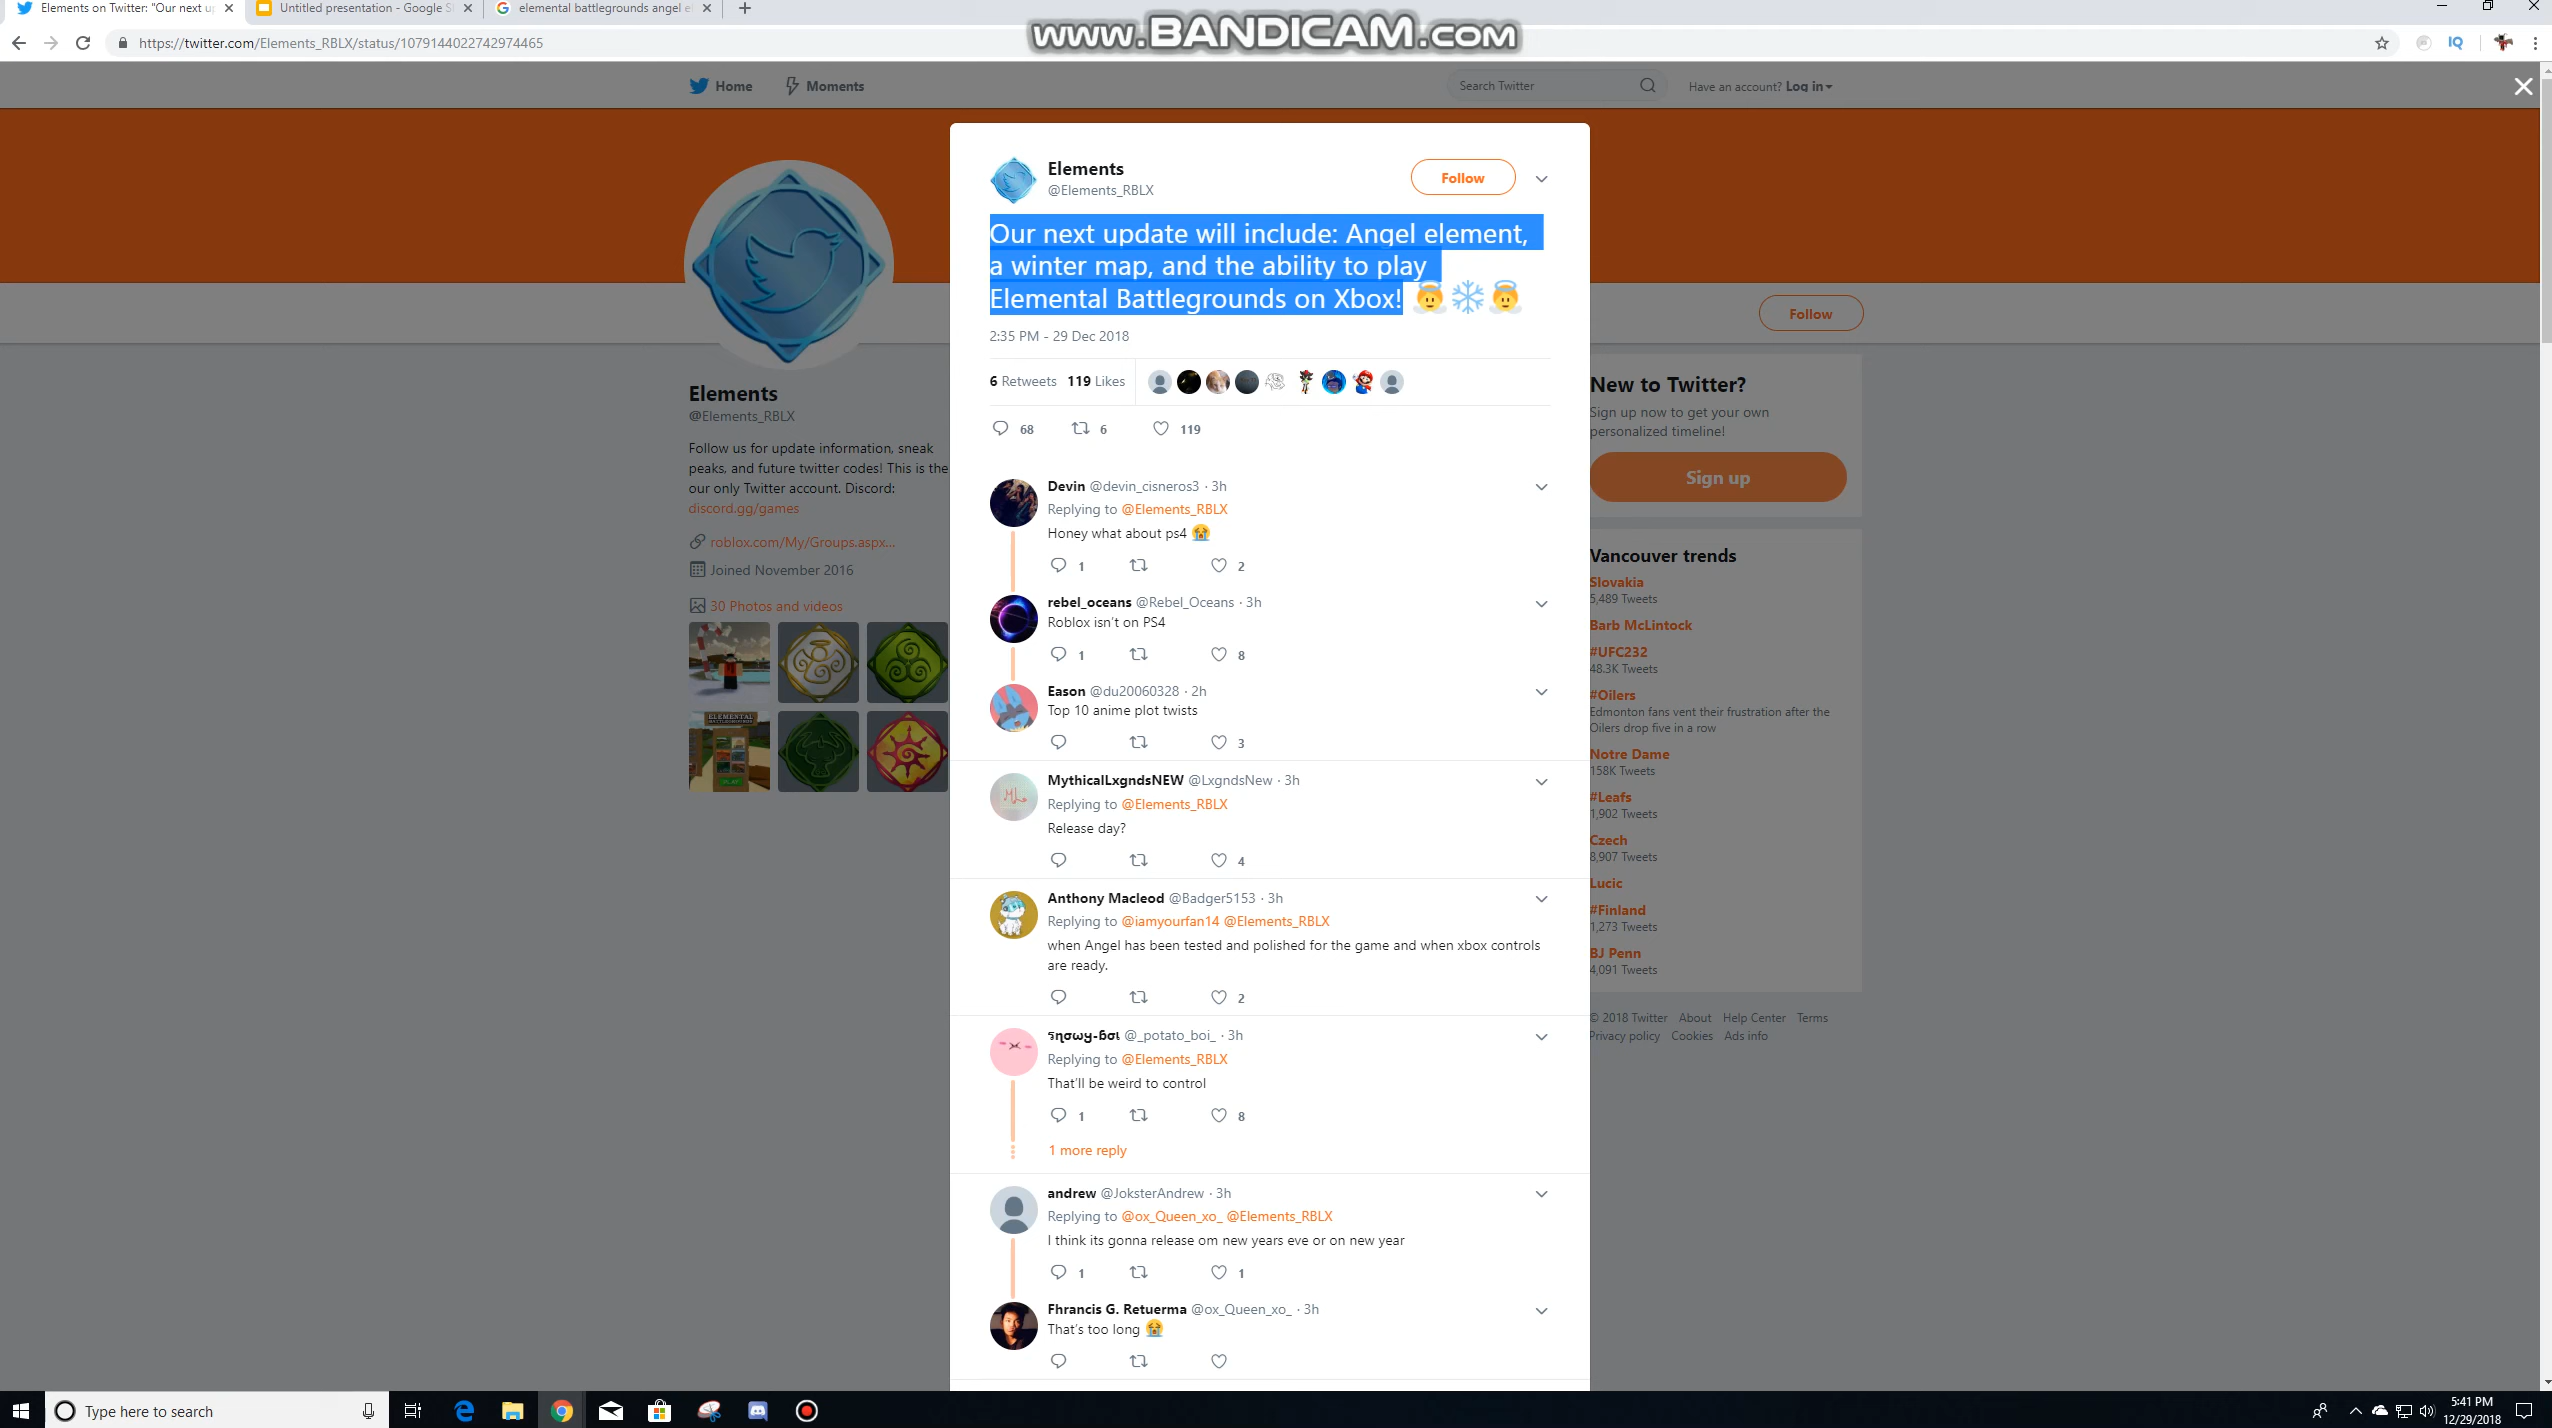 Elements on Twitter: "Our next up
Untitled presentation - Google S
elemental battlegrounds angel el
www.BANDICAM.com
https://twitter.com/Elements_RBLX/status/1079144022742974465
Home
Moments
Search Twitter
Have an account? Log in
Elements
@Elements_RBLX
Follow
Our next update will include: Angel element,
a winter map, and the ability to play
Elemental Battlegrounds on Xbox! 👼❄👼
2:35 PM - 29 Dec 2018
6 Retweets 119 Likes
68 6 119
Devin @devin_cisneros3 · 3h
Replying to @Elements_RBLX
Honey what about ps4 😭
1 2
rebel_oceans @Rebel_Oceans · 3h
Roblox isn't on PS4
1 8
Eason @du20060328 · 2h
Top 10 anime plot twists
3
MythicalLxgndsNEW @LxgndsNew · 3h
Replying to @Elements_RBLX
Release day?
4
Anthony Macleod @Badger5153 · 3h
Replying to @iamyourfan14 @Elements_RBLX
when Angel has been tested and polished for the game and when xbox controls
are ready.
2
@_potato_boi_ · 3h
Replying to @Elements_RBLX
That'll be weird to control
1 8
1 more reply
andrew @JoksterAndrew · 3h
Replying to @ox_Queen_xo_ @Elements_RBLX
I think its gonna release om new years eve or on new year
1 1
Fhrancis G. Retuerma @ox_Queen_xo_ · 3h
That's too long 😭
Elements
@Elements_RBLX
Follow us for update information, sneak
peaks, and future twitter codes! This is the
our only Twitter account. Discord:
discord.gg/games
roblox.com/My/Groups.aspx...
Joined November 2016
30 Photos and videos
ELEMENTAL
Follow
New to Twitter?
Sign up now to get your own
personalized timeline!
Sign up
Vancouver trends
Slovakia
5,489 Tweets
Barb McLintock
#UFC232
48.3K Tweets
#Oilers
Edmonton fans vent their frustration after the
Oilers drop five in a row
Notre Dame
158K Tweets
#Leafs
1,902 Tweets
Czech
8,907 Tweets
Lucic
#Finland
1,273 Tweets
BJ Penn
4,091 Tweets
© 2018 Twitter About Help Center Terms
Privacy policy Cookies Ads info
Type here to search
5:41 PM
12/29/2018